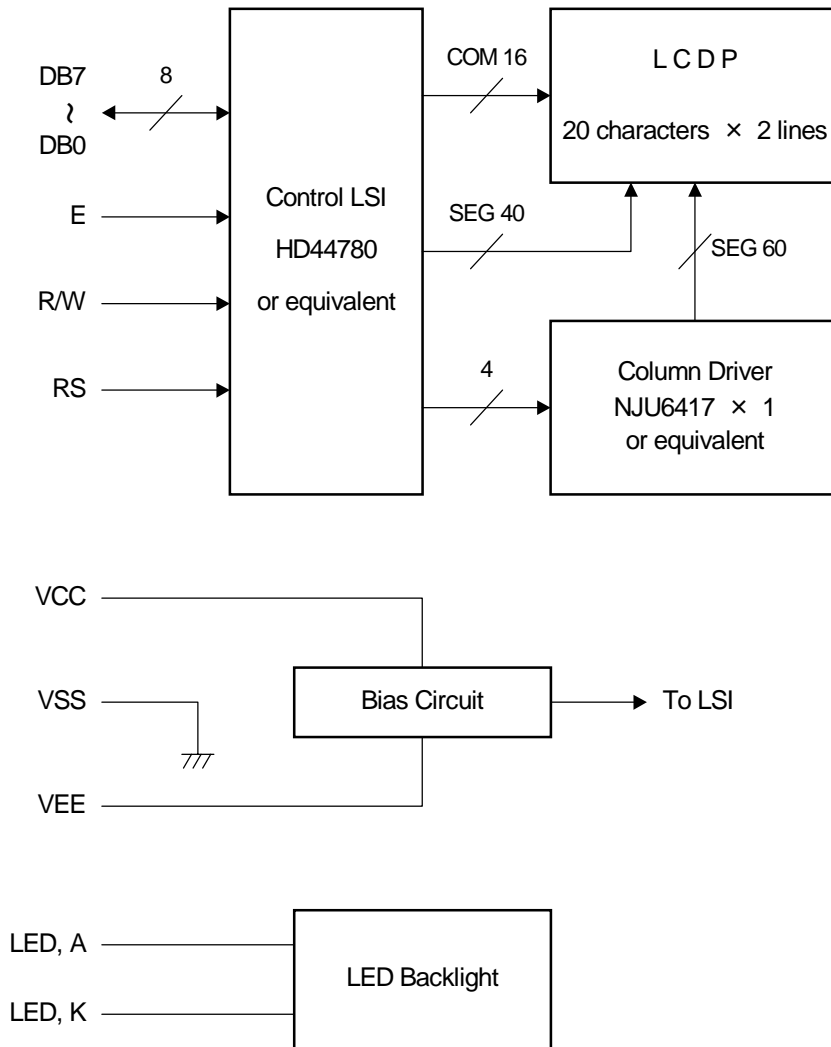 DB7
~
DB0
8
E
R/W
RS
Control LSI
HD44780
or equivalent
COM 16
SEG 40
4
L C D P
20 characters × 2 lines
SEG 60
Column Driver
NJU6417 × 1
or equivalent
VCC
VSS
VEE
Bias Circuit
To LSI
LED, A
LED, K
LED Backlight